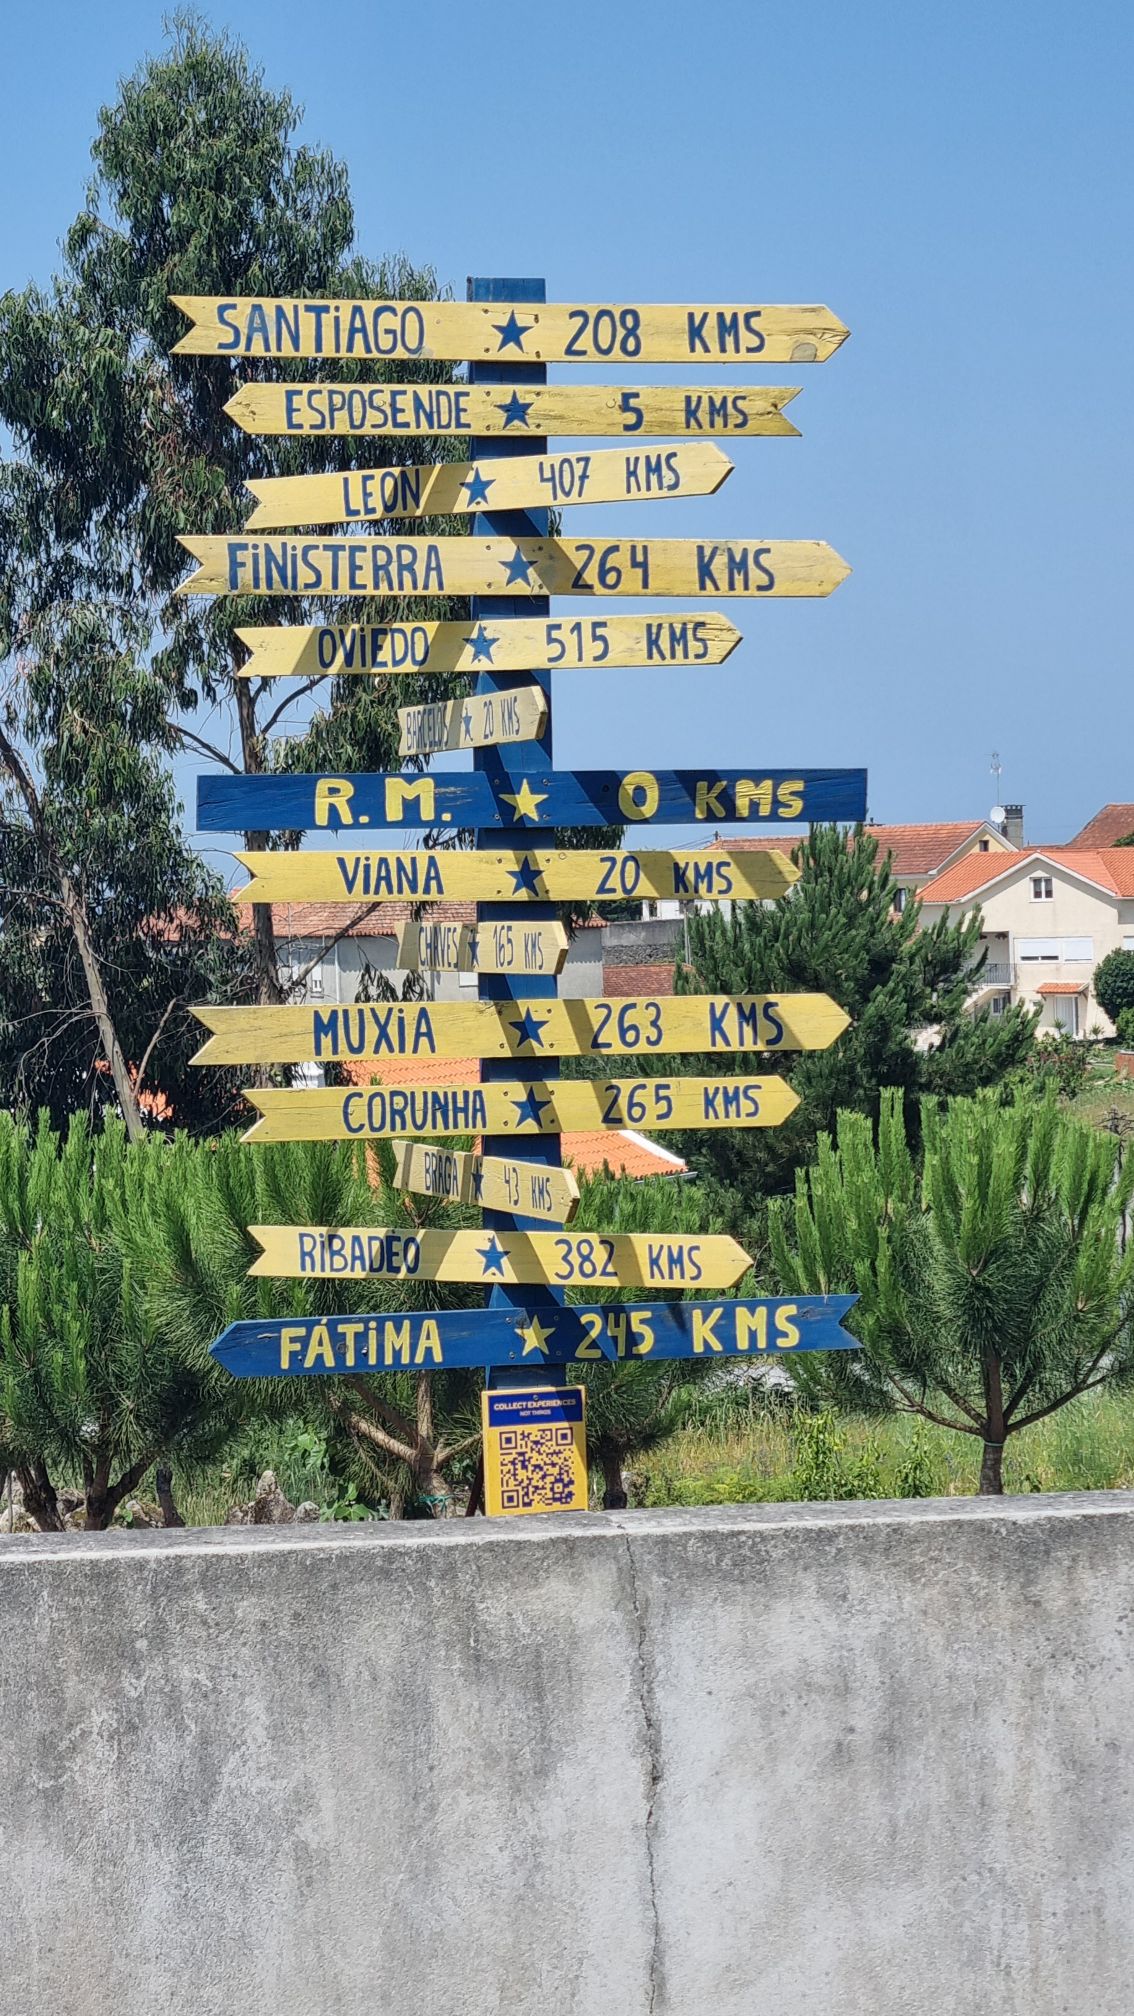 SANTiAGO ★ 208 KMS
ESPOSENDE ★ 5 KMS
LEON ★ 407 KMS
FiNiSTERRA ★ 264 KMS
OViEDO ★ 515 KMS
BARCELOS ★ 20 KMS
R.M. ★ 0 KMS
ViANA ★ 20 KMS
CHAVES ★ 165 KMS
MUXiA ★ 263 KMS
CORUNHA ★ 265 KMS
BRAGA ★ 43 KMS
RiBADEO ★ 382 KMS
FÁTiMA ★ 245 KMS
COLLECT EXPERIENCES
NOT THINGS